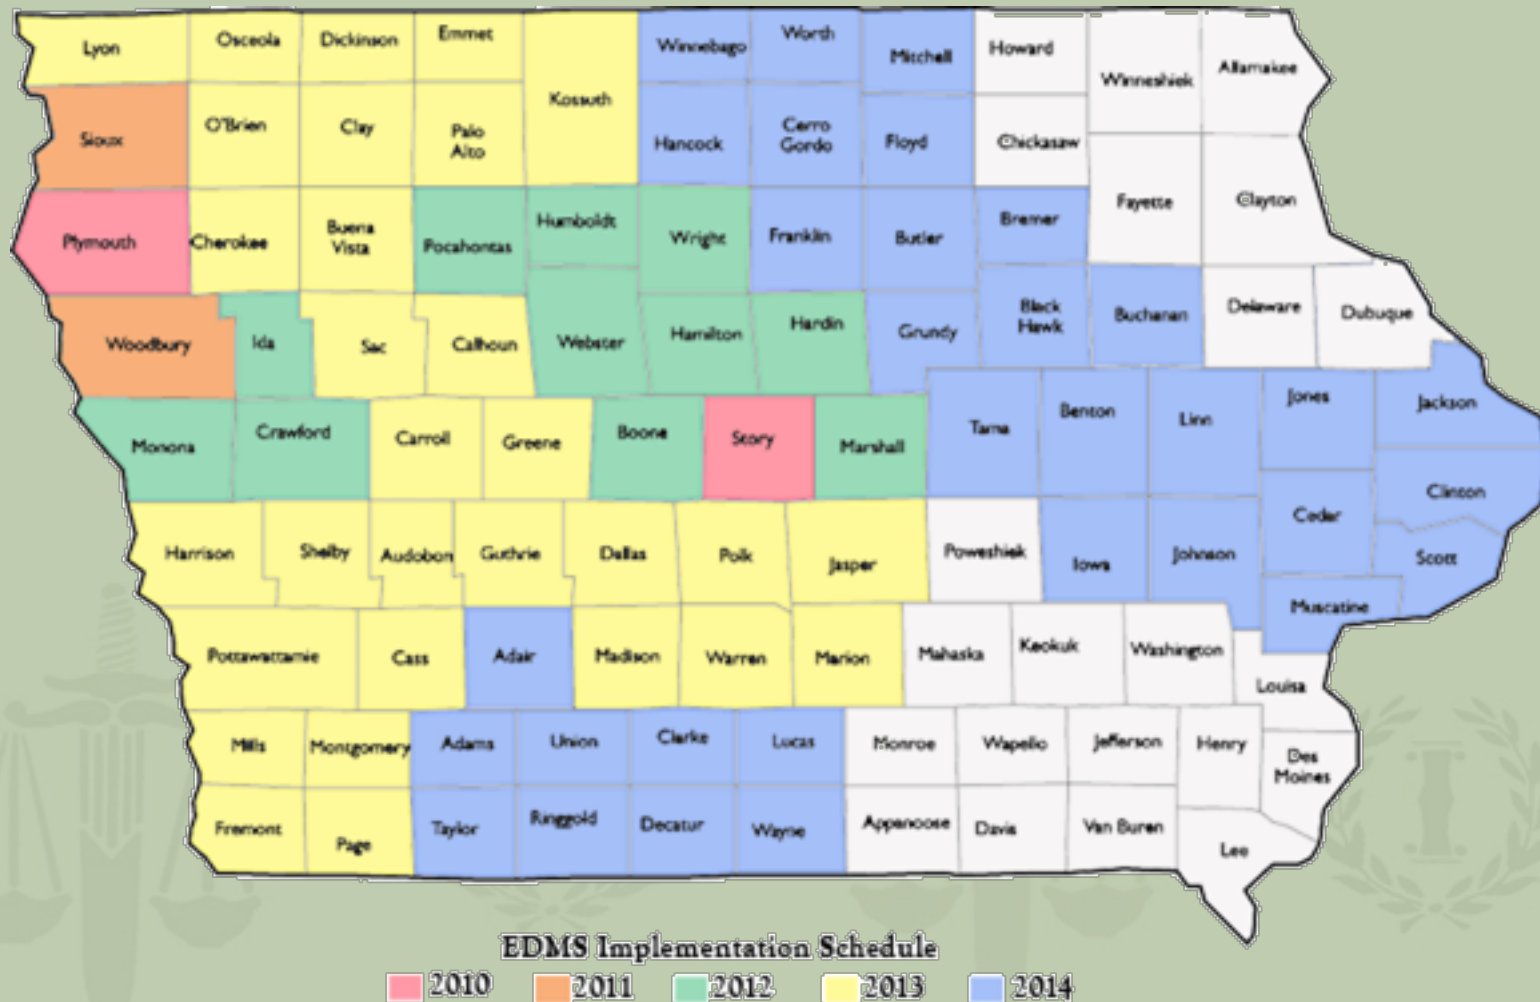 Lyon
Osceola
Dickinson
Emmet
Kossuth
Winnebago
Worth
Mitchell
Howard
Winneshiek
Allamakee
Sioux
O'Brien
Clay
Palo
Alto
Hancock
Cerro
Gordo
Floyd
Chickasaw
Fayette
Clayton
Plymouth
Cherokee
Buena
Vista
Pocahontas
Humboldt
Wright
Franklin
Butler
Bremer
Woodbury
Ida
Sac
Calhoun
Webster
Hamilton
Hardin
Grundy
Black
Hawk
Buchanan
Delaware
Dubuque
Monona
Crawford
Carroll
Greene
Boone
Story
Marshall
Tama
Benton
Linn
Jones
Jackson
Clinton
Harrison
Shelby
Audobon
Guthrie
Dallas
Polk
Jasper
Poweshiek
Iowa
Johnson
Cedar
Scott
Muscatine
Pottawattamie
Cass
Adair
Madison
Warren
Marion
Mahaska
Keokuk
Washington
Louisa
Mills
Montgomery
Adams
Union
Clarke
Lucas
Monroe
Wapello
Jefferson
Henry
Des
Moines
Fremont
Page
Taylor
Ringgold
Decatur
Wayne
Appanoose
Davis
Van Buren
Lee
EDMS Implementation Schedule
2010 2011 2012 2013 2014